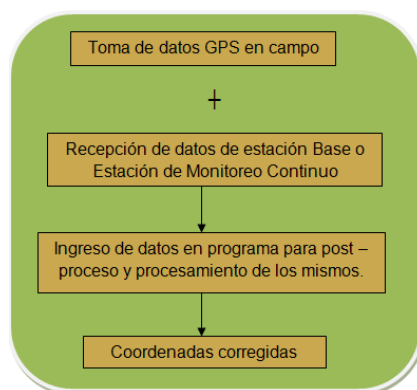 Toma de datos GPS en campo
+
Recepción de datos de estación Base o
Estación de Monitoreo Continuo
Ingreso de datos en programa para post –
proceso y procesamiento de los mismos.
Coordenadas corregidas